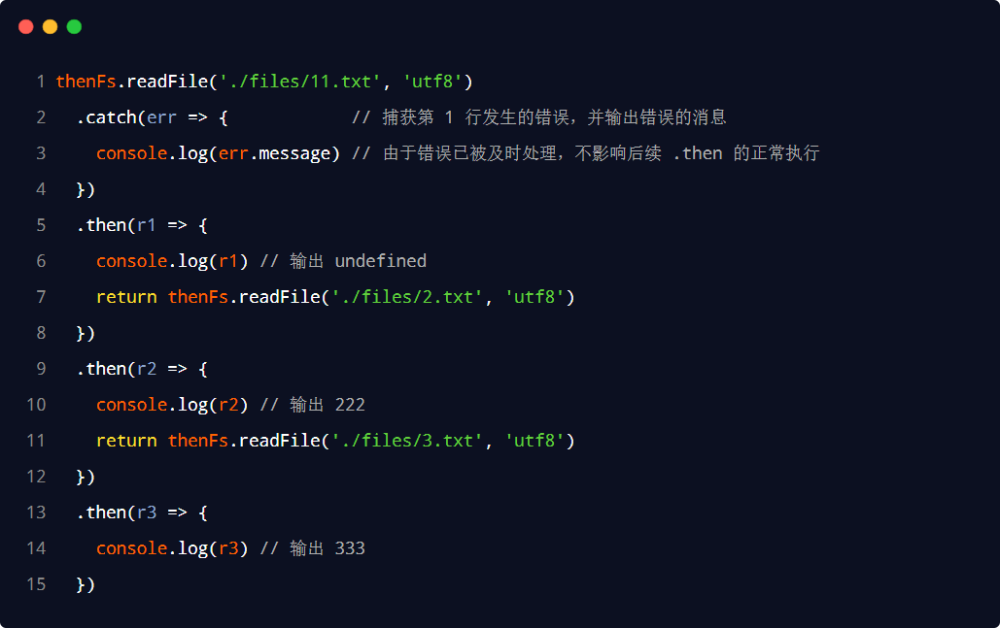 1 thenFs.readFile('./files/11.txt', 'utf8')
2 .catch(err => { // 捕获第 1 行发生的错误，并输出错误的消息
3 console.log(err.message) // 由于错误已被及时处理，不影响后续 .then 的正常执行
4 })
5 .then(r1 => {
6 console.log(r1) // 输出 undefined
7 return thenFs.readFile('./files/2.txt', 'utf8')
8 })
9 .then(r2 => {
10 console.log(r2) // 输出 222
11 return thenFs.readFile('./files/3.txt', 'utf8')
12 })
13 .then(r3 => {
14 console.log(r3) // 输出 333
15 })